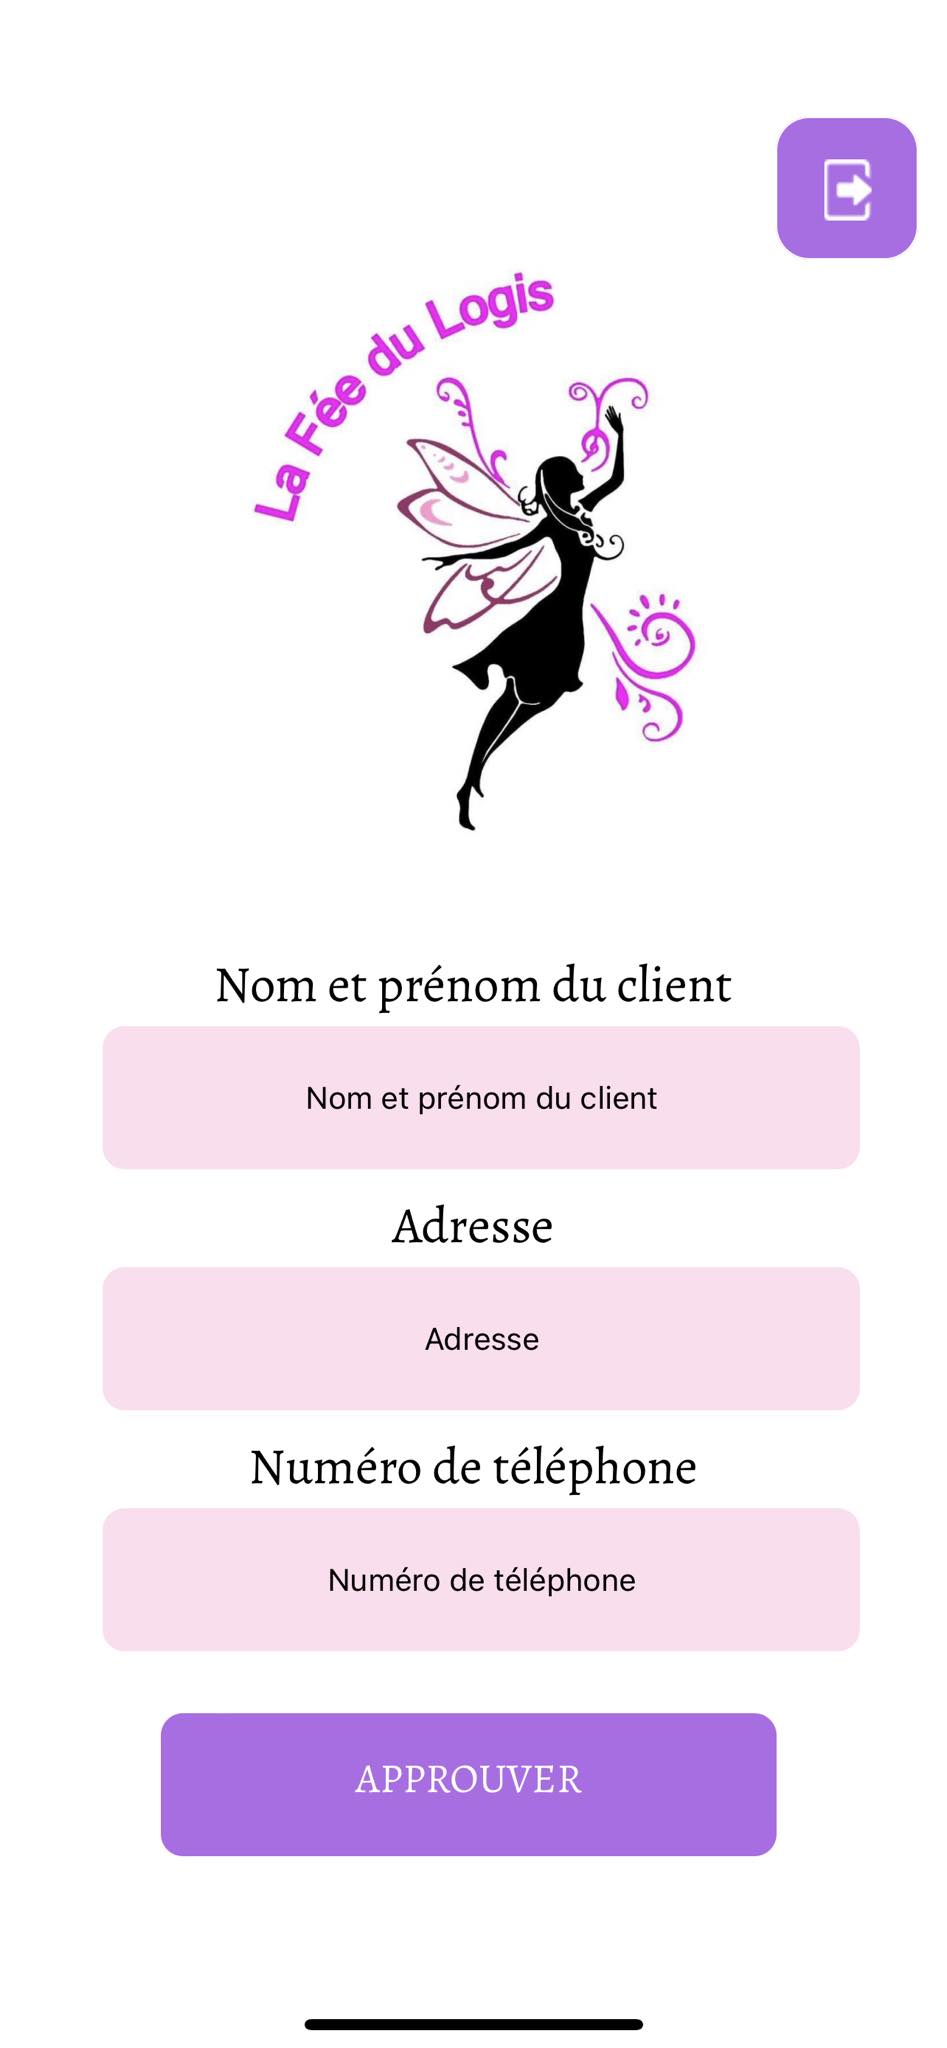 La Fée du Logis
Nom et prénom du client
Nom et prénom du client
Adresse
Adresse
Numéro de téléphone
Numéro de téléphone
APPROUVER